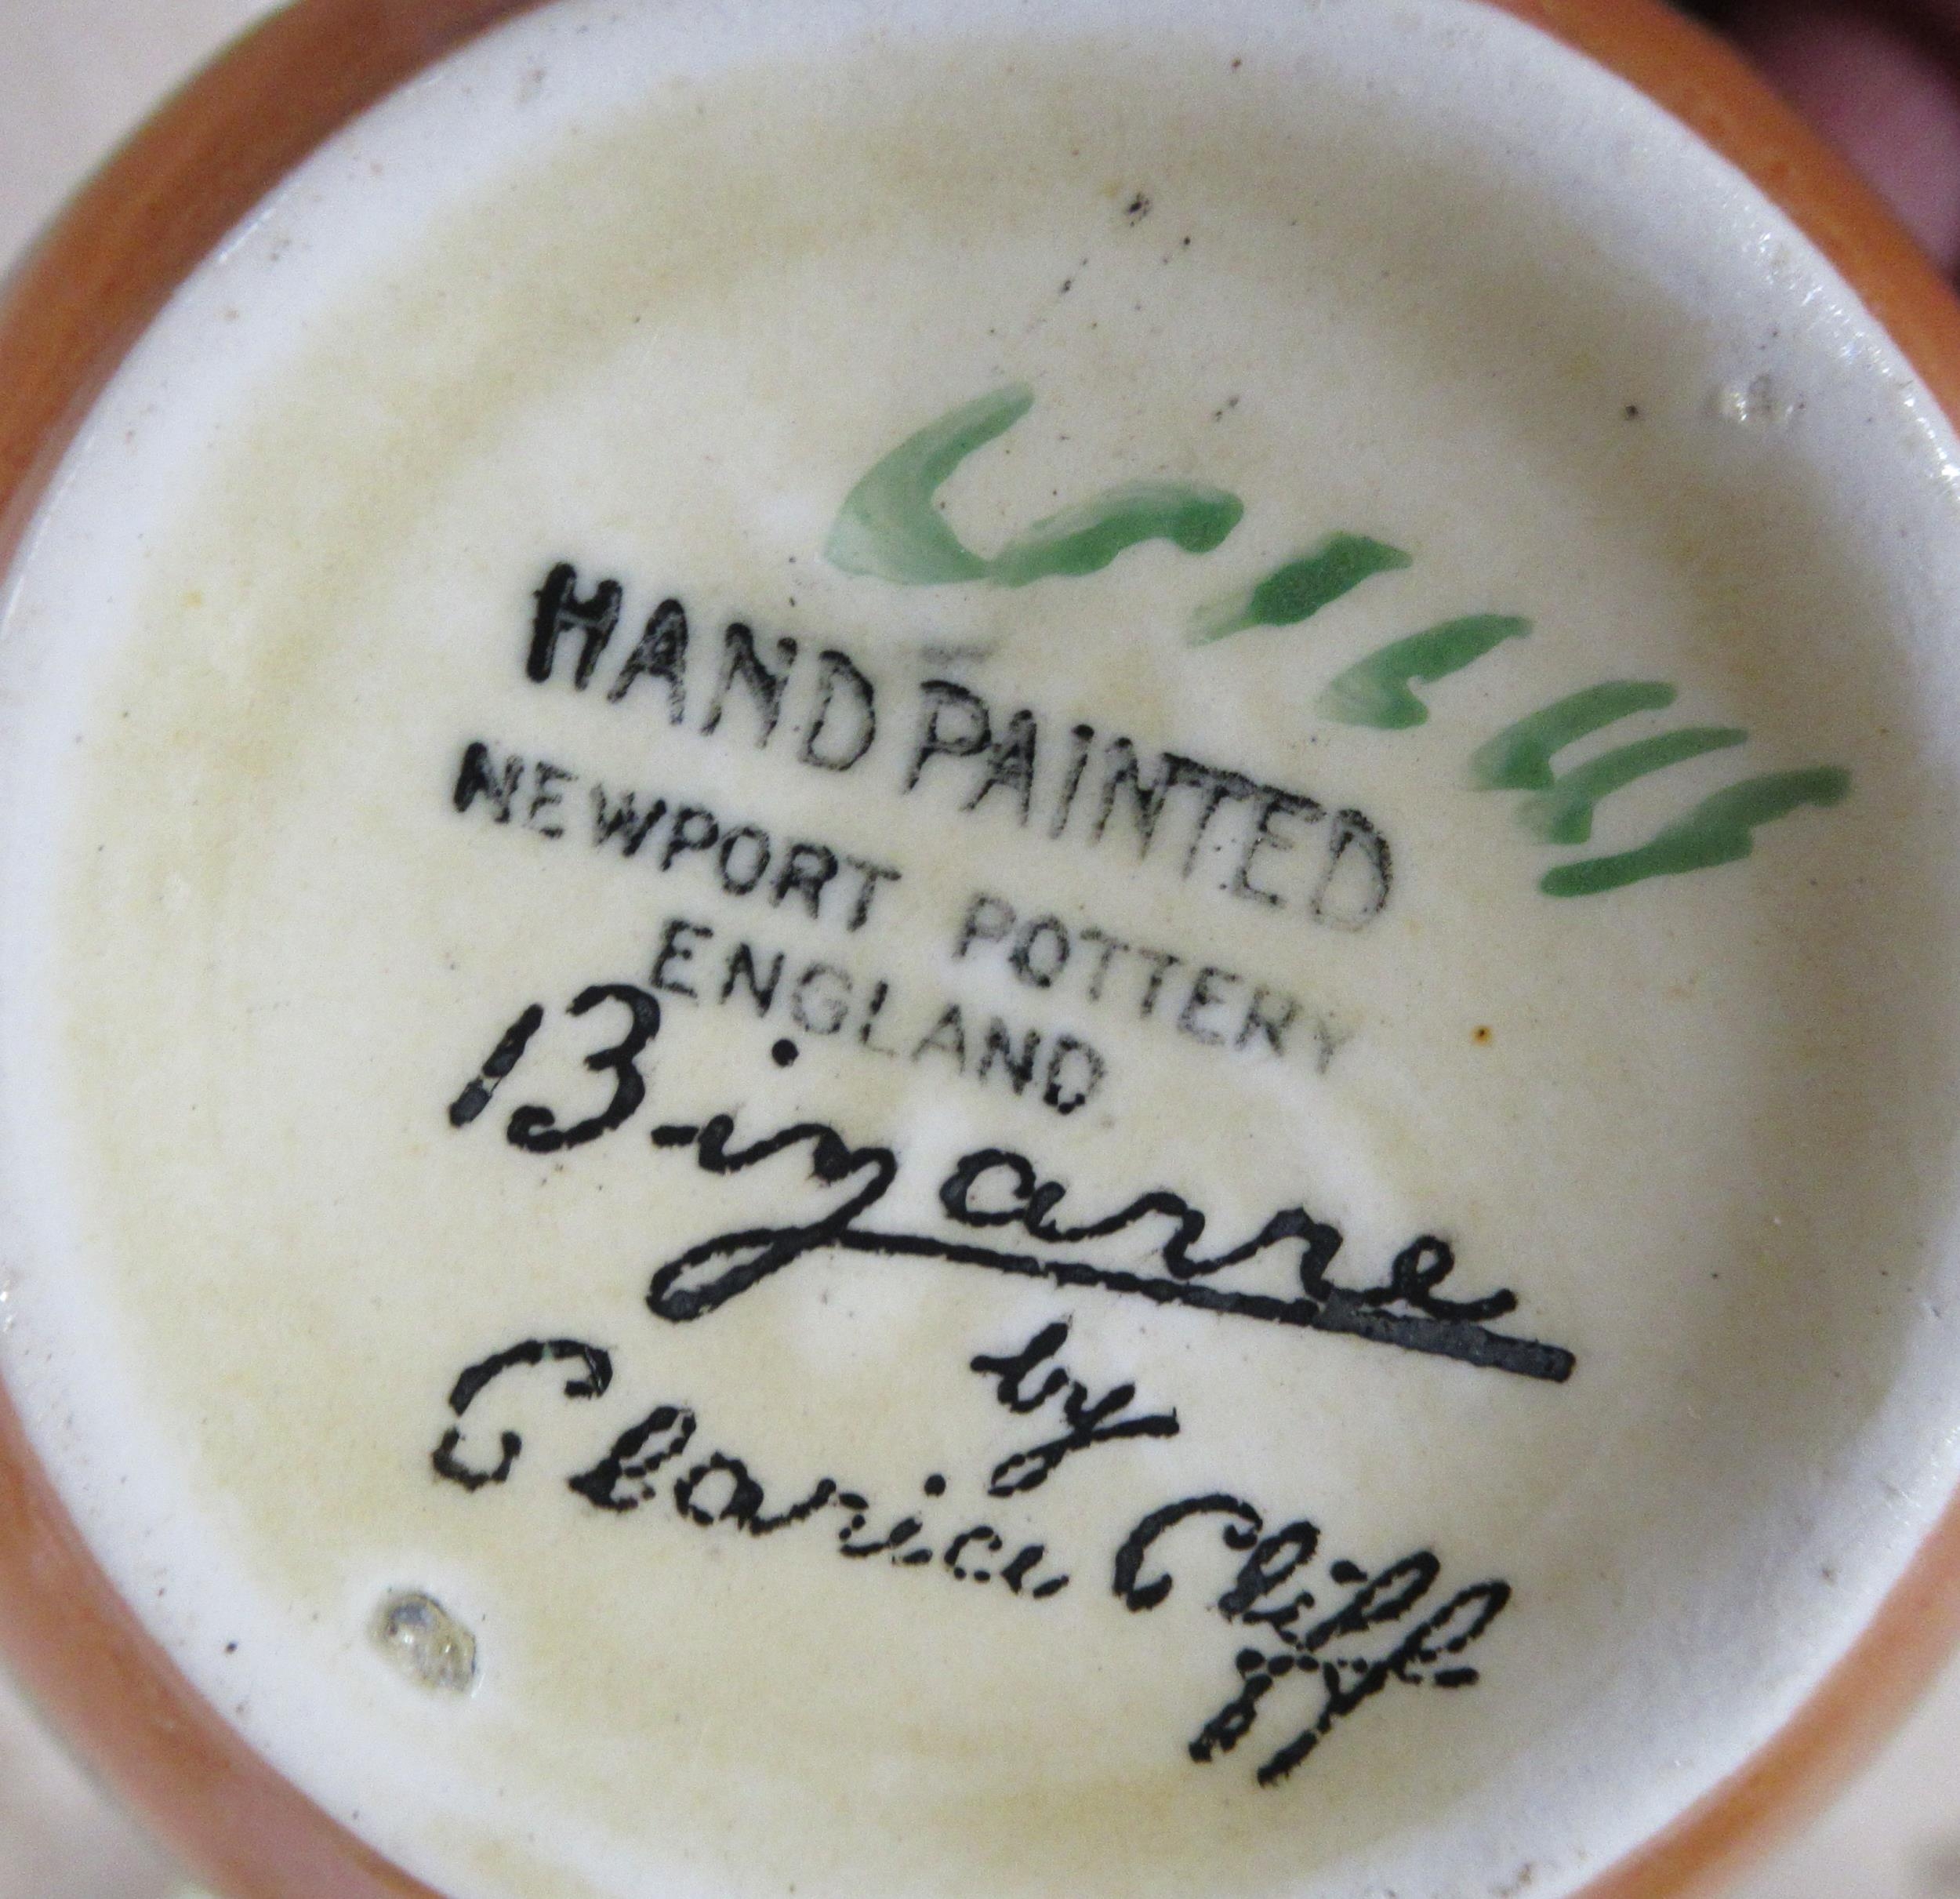 HAND PAINTED
NEWPORT POTTERY
ENGLAND
Bizarre
by
Clarice Cliff